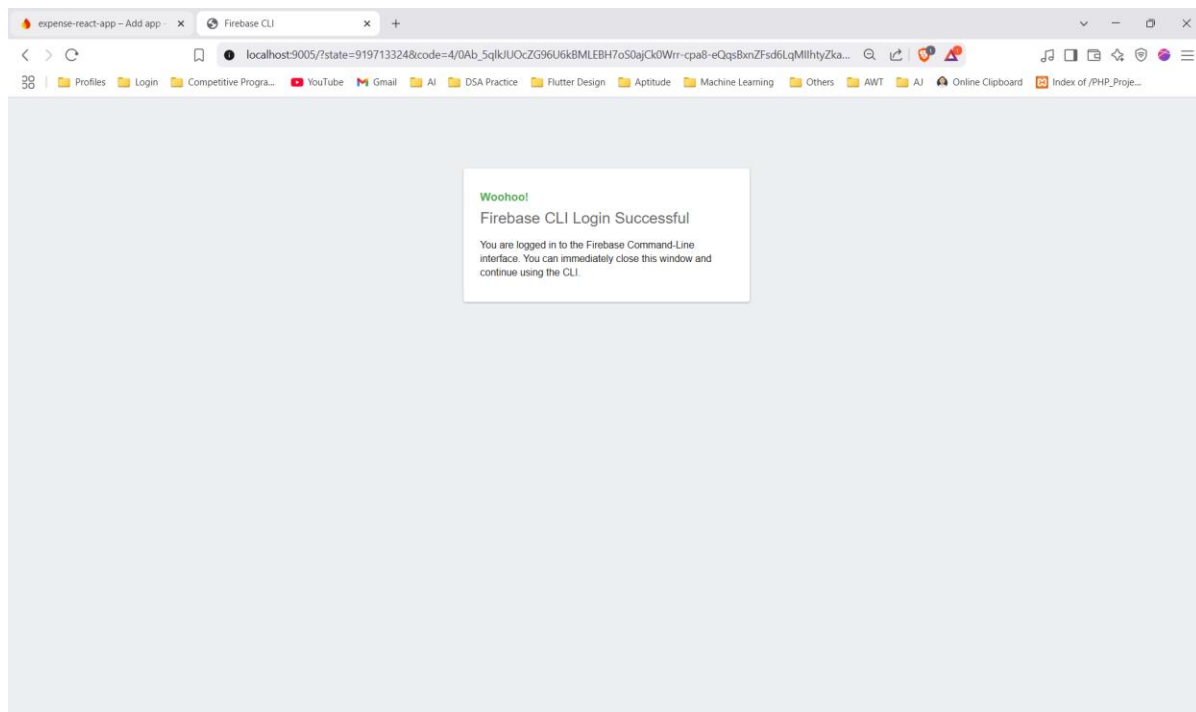 expense-react-app – Add app -
Firebase CLI
localhost:9005/?state=919713324&code=4/0Ab_5qlkJUOcZG96U6kBMLEBH7oS0ajCk0Wrr-cpa8-eQqsBxnZFsd6LqMIlhtyZka...
Profiles
Login
Competitive Progra...
YouTube
Gmail
AI
DSA Practice
Flutter Design
Aptitude
Machine Learning
Others
AWT
AJ
Online Clipboard
Index of /PHP_Proje...
Woohoo!
Firebase CLI Login Successful
You are logged in to the Firebase Command-Line
interface. You can immediately close this window and
continue using the CLI.